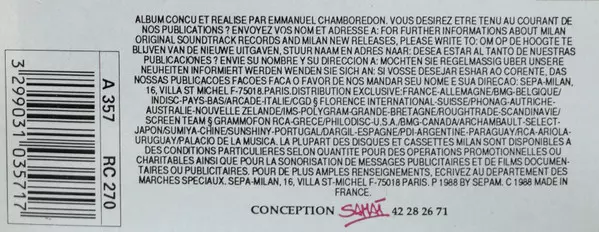 ALBUM CONCU ET REALISE PAR EMMANUEL CHAMBOREDON. VOUS DESIREZ ETRE TENU AU COURANT DE
NOS PUBLICATIONS ? ENVOYEZ VOS NOM ET ADRESSE A : FOR FURTHER INFORMATIONS ABOUT MILAN
ORIGINAL SOUNDTRACK RECORDS AND MILAN NEW RELEASES, PLEASE WRITE TO: OM OP DE HOOGTE TE
BLIJVEN VAN DE NIEUWE UITGAVEN, STUUR NAAM EN ADRES NAAR: DESEA ESTAR AL TANTO DE NUESTRAS
PUBLICACIONES ? ENVIE SU NOMBRE Y SU DIRECCION A: MOCHTEN SIE REGELMASSIG UBER UNSERE
NEUHEITEN INFORMIERT WERDEN WENDEN SIE SICH AN: SI VOSSE DESEJAR ESHAR AO CORENTE, DAS
NOSSAS PUBLICACOES FACOES FACA O FAVOR DE NOS MANDAR SEU NOME E SUA DIRECAO: SEPA-MILAN,
16, VILLA ST MICHEL F-75018.PARIS.DISTRIBUTION EXCLUSIVE:FRANCE-ALLEMAGNE/BMG-BELGIQUE/
INDISC-PAYS-BAS/ARCADE-ITALIE/CGD § FLORENCE INTERNATIONAL-SUISSE/PHONAG-AUTRICHE-
AUSTRALIE-NOUVELLE ZELANDE/IMS-POLYGRAM-GRANDE-BRETAGNE/ROUGHTRADE-SCANDINAVIE/
SCREEN TEAM § GRAMMOFON RCA-GRECE/PHILODISC-U.S.A./BMG-CANADA/ARCHAMBAULT-SELECT-
JAPON/SUMIYA-CHINE/SUNSHINY-PORTUGAL/DARGIL-ESPAGNE/PDI-ARGENTINE-PARAGUAY/RCA-ARIOLA-
URUGUAY/PALACIO DE LA MUSICA. LA PLUPART DES DISQUES ET CASSETTES MILAN SONT DISPONIBLES A
DES CONDITIONS PARTICULIERES SELON QUANTITE POUR DES OPERATIONS PROMOTIONNELLES OU
CHARITABLES AINSI QUE POUR LA SONORISATION DE MESSAGES PUBLICITAIRES ET DE FILMS DOCUMEN-
TAIRES OU PUBLICITAIRES. POUR DE PLUS AMPLES RENSEIGNEMENTS, ECRIVEZ AU DEPARTEMENT DES
MARCHES SPECIAUX. SEPA-MILAN, 16, VILLA ST-MICHEL F-75018 PARIS. P 1988 BY SEPAM. C 1988 MADE IN
FRANCE.
CONCEPTION SAMAÏ 42 28 26 71
A 357 RC 270
3 299031 035717